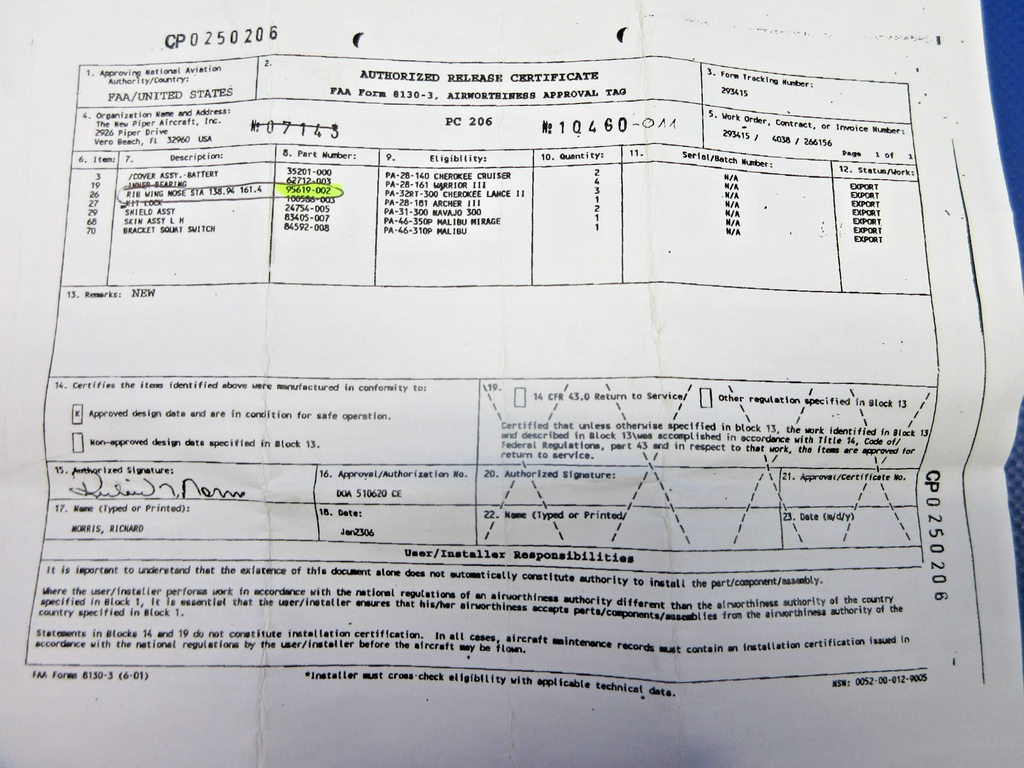 CP0250206
1. Approving National Aviation
Authority/Country:
FAA/UNITED STATES
2.
AUTHORIZED RELEASE CERTIFICATE
FAA Form 8130-3, AIRWORTHINESS APPROVAL TAG
3. Form Tracking Number:
293415
4. Organization Name and Address:
The New Piper Aircraft, Inc.
2926 Piper Drive
Vero Beach, FL 32960 USA
№ 07143
PC 206
№ 10460-011
5. Work Order, Contract, or Invoice Number:
293415 / 4038 / 266156
Page 1 of 1
6. Item: 7. Description: 8. Part Number: 9. Eligibility: 10. Quantity: 11. Serial/Batch Number: 12. Status/Work:
3 /COVER ASSY.-BATTERY 35201-000 PA-28-140 CHEROKEE CRUISER 2 N/A EXPORT
19 INNER BEARING 62712-003 PA-28-161 WARRIOR III 4 N/A EXPORT
26 RIB WING NOSE STA 138.94 161.4 95619-002 PA-32RT-300 CHEROKEE LANCE II 3 N/A EXPORT
27 KIT LOCK 100586-003 PA-28-181 ARCHER III 2 N/A EXPORT
29 SHIELD ASSY 24754-005 PA-31-300 NAVAJO 300 1 N/A EXPORT
68 SKIN ASSY L H 83405-007 PA-46-350P MALIBU MIRAGE 1 N/A EXPORT
70 BRACKET SQUAT SWITCH 84592-008 PA-46-310P MALIBU 1 N/A EXPORT
13. Remarks: NEW
14. Certifies the items identified above were manufactured in conformity to:
x Approved design data and are in condition for safe operation.
Non-approved design data specified in Block 13.
19. 14 CFR 43.0 Return to Service Other regulation specified in Block 13
Certified that unless otherwise specified in block 13, the work identified in Block 13
and described in Block 13 was accomplished in accordance with Title 14, Code of
Federal Regulations, part 43 and in respect to that work, the items are approved for
return to service.
15. Authorized Signature:
16. Approval/Authorization No.
DOA 510620 CE
20. Authorized Signature:
21. Approval/Certificate No.
17. Name (Typed or Printed):
MORRIS, RICHARD
18. Date:
Jan2306
22. Name (Typed or Printed)
23. Date (m/d/y)
CP0250206
User/Installer Responsibilities
It is important to understand that the existence of this document alone does not automatically constitute authority to install the part/component/assembly.
Where the user/installer performs work in accordance with the national regulations of an airworthiness authority different than the airworthiness authority of the country
specified in Block 1, it is essential that the user/installer ensures that his/her airworthiness accepts parts/components/assemblies from the airworthiness authority of the
country specified in Block 1.
Statements in Blocks 14 and 19 do not constitute installation certification. In all cases, aircraft maintenance records must contain an installation certification issued in
accordance with the national regulations by the user/installer before the aircraft may be flown.
FAA Forms 8130-3 (6-01)
*Installer must cross-check eligibility with applicable technical data.
NSN: 0052-00-012-9005